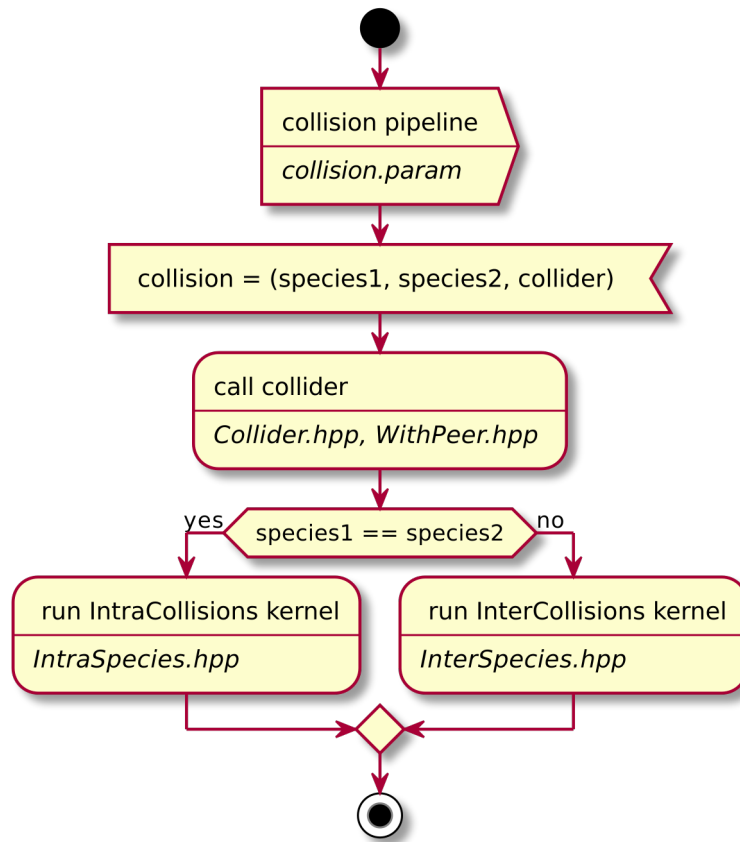 collision pipeline
collision.param
collision = (species1, species2, collider)
call collider
Collider.hpp, WithPeer.hpp
species1 == species2
yes
no
run IntraCollisions kernel
IntraSpecies.hpp
run InterCollisions kernel
InterSpecies.hpp